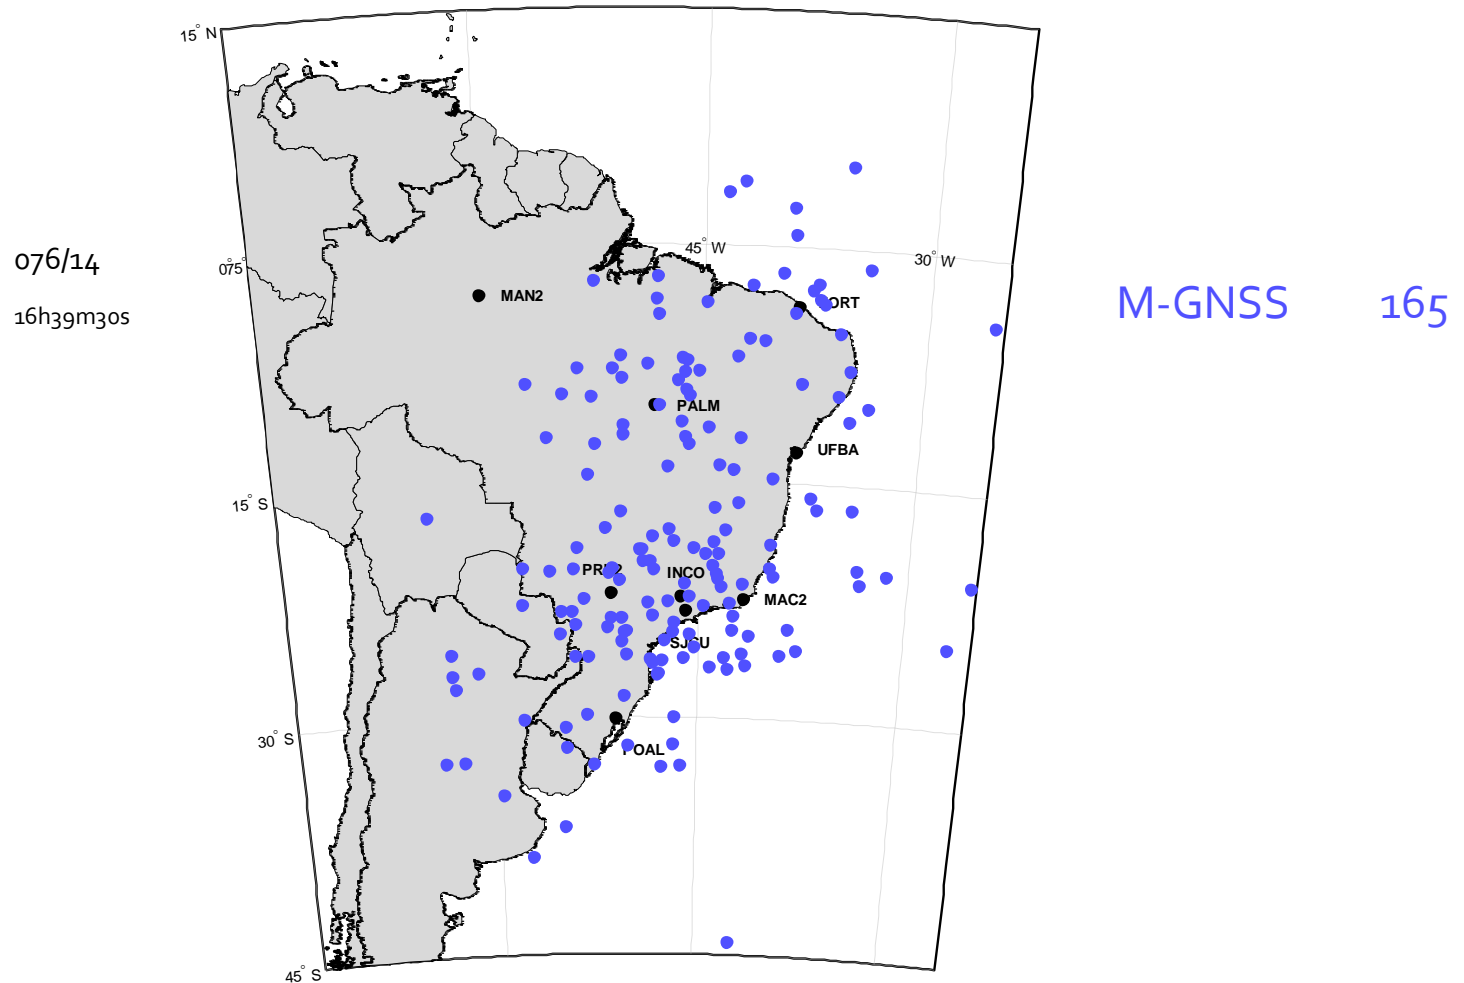 15° N
076/14
16h39m30s
075°
45° W
30° W
MAN2
ORT
M-GNSS 165
PALM
UFBA
15° S
INCO
MAC2
30° S
POAL
45° S